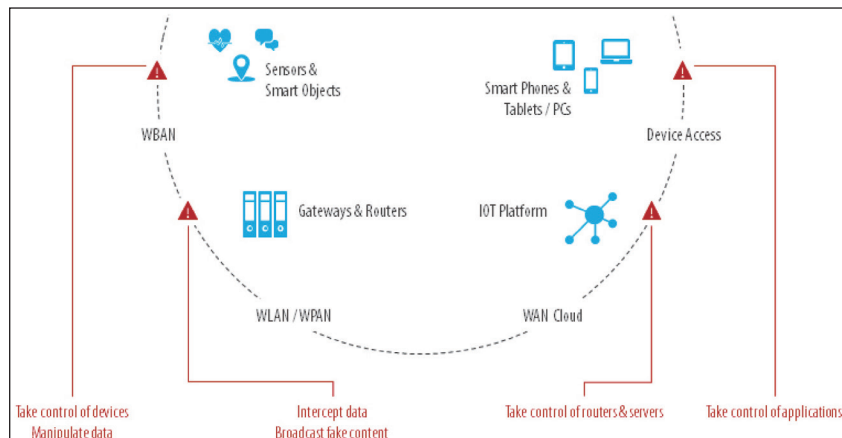 Sensors &
Smart Objects
Smart Phones &
Tablets / PCs
WBAN
Device Access
Gateways & Routers
IOT Platform
WLAN / WPAN
WAN Cloud
Take control of devices
Manipulate data
Intercept data
Broadcast fake content
Take control of routers & servers
Take control of applications